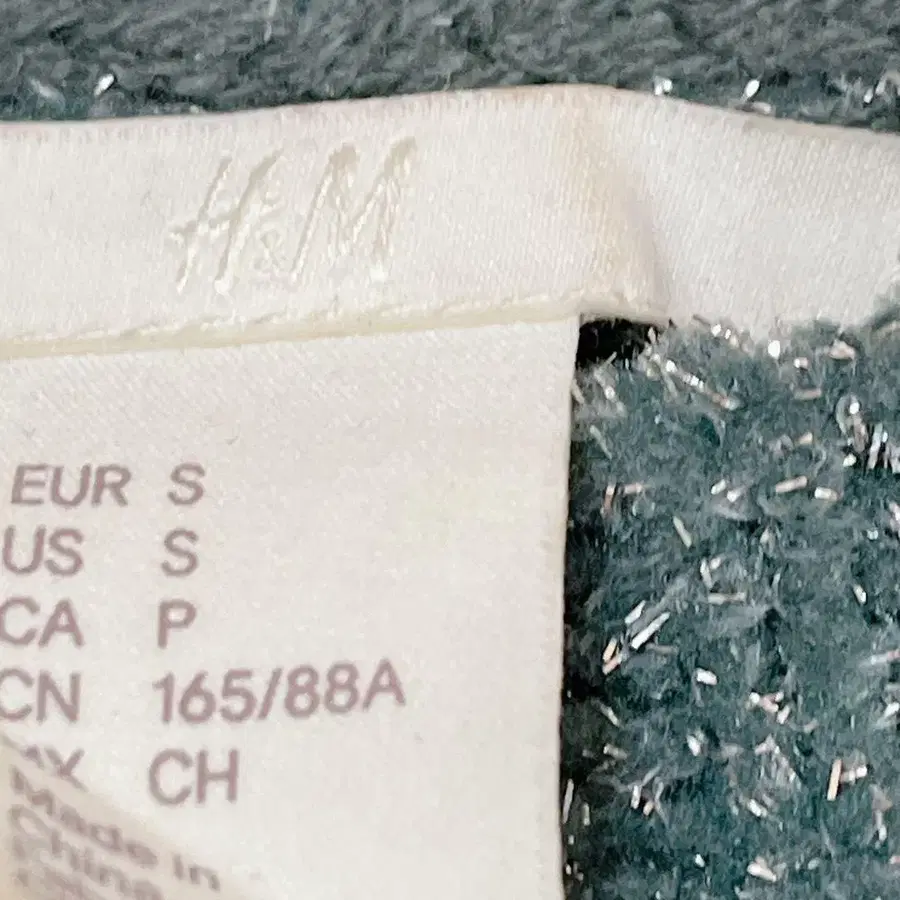 H&M
EUR S
US S
CA P
CN 165/88A
MX CH
Made in
China